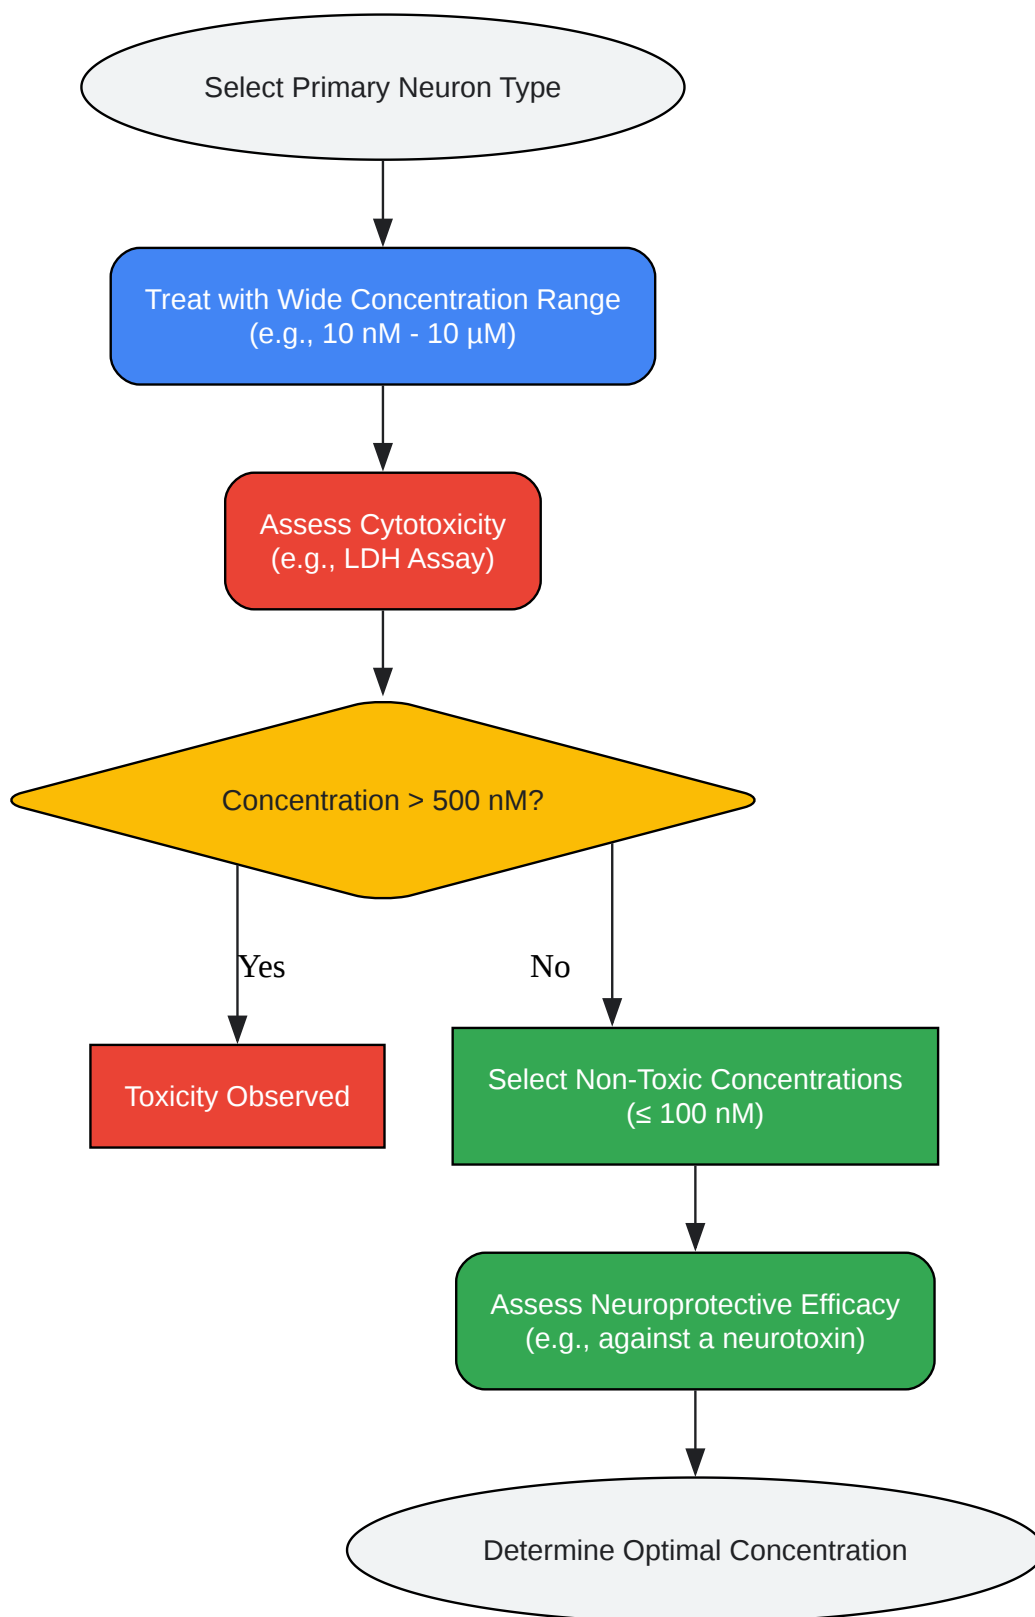 Select Primary Neuron Type
Treat with Wide Concentration Range
(e.g., 10 nM - 10 µM)
Assess Cytotoxicity
(e.g., LDH Assay)
Concentration > 500 nM?
Yes
No
Toxicity Observed
Select Non-Toxic Concentrations
(≤ 100 nM)
Assess Neuroprotective Efficacy
(e.g., against a neurotoxin)
Determine Optimal Concentration